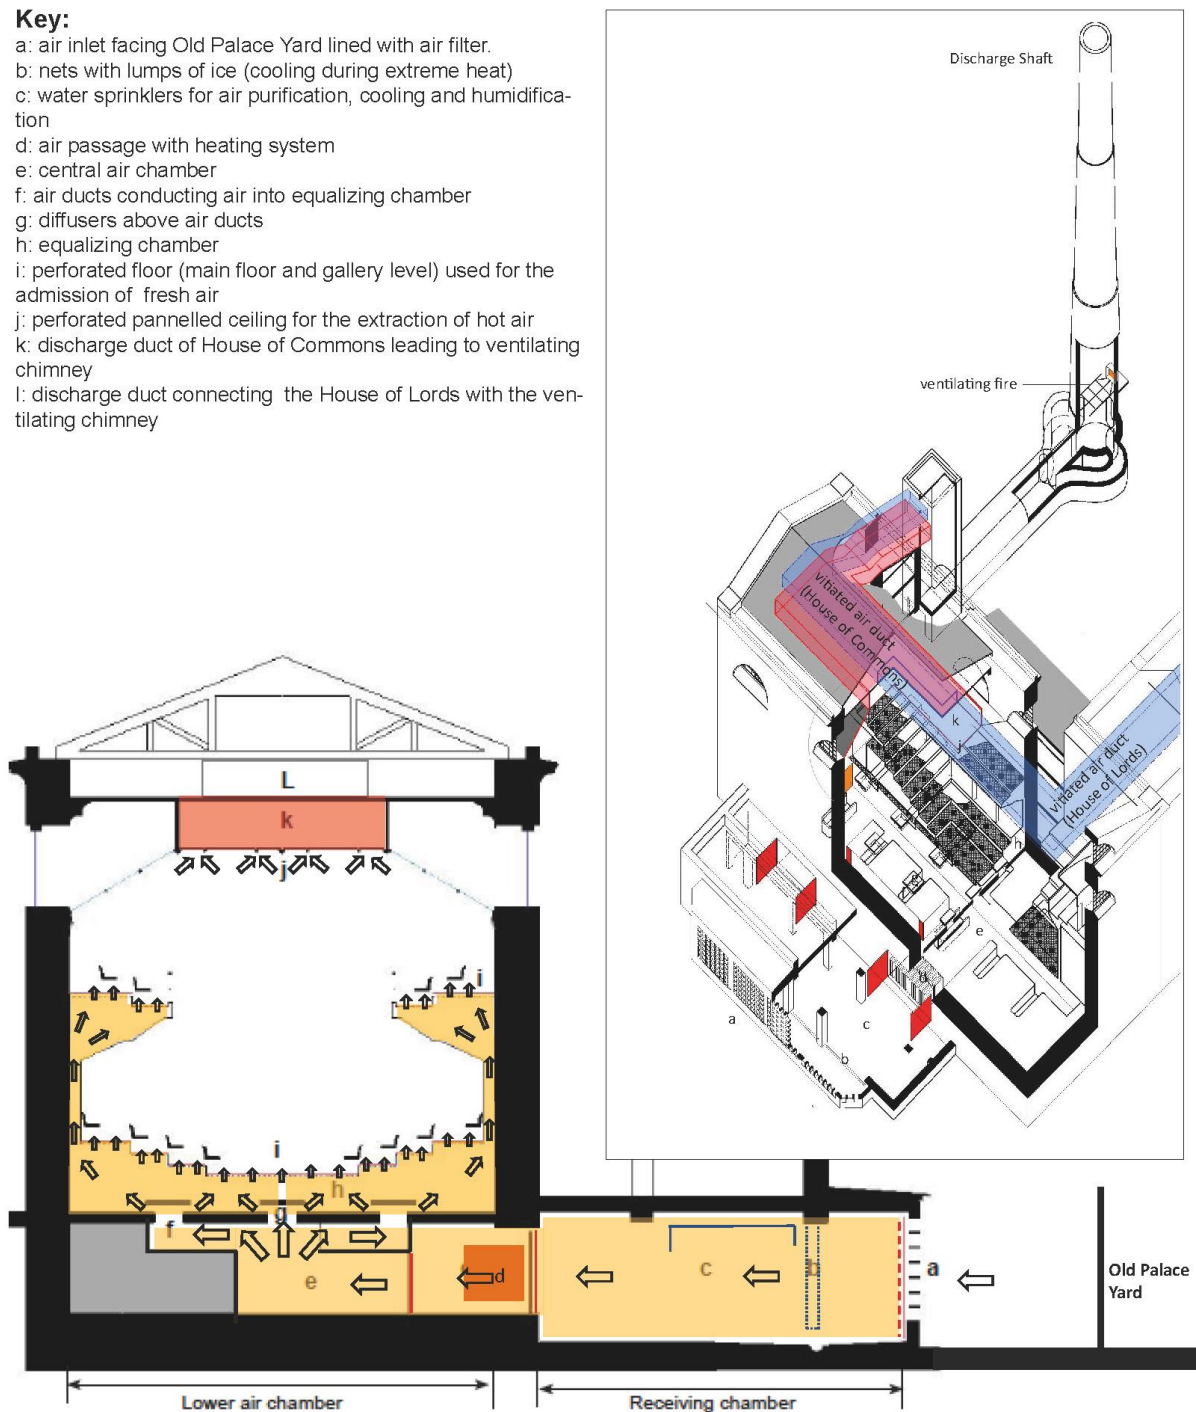 Key:
a: air inlet facing Old Palace Yard lined with air filter.
b: nets with lumps of ice (cooling during extreme heat)
c: water sprinklers for air purification, cooling and humidifica-
tion
d: air passage with heating system
e: central air chamber
f: air ducts conducting air into equalizing chamber
g: diffusers above air ducts
h: equalizing chamber
i: perforated floor (main floor and gallery level) used for the
admission of fresh air
j: perforated pannelled ceiling for the extraction of hot air
k: discharge duct of House of Commons leading to ventilating
chimney
l: discharge duct connecting the House of Lords with the ven-
tilating chimney
Discharge Shaft
ventilating fire
vitiated air duct
(House of Commons)
k
j
vitiated air duct
(House of Lords)
h
g
e
d
a
c
b
L
k
j
i
i
h
g
f
e
d
c
b
a
Old Palace
Yard
Lower air chamber
Receiving chamber